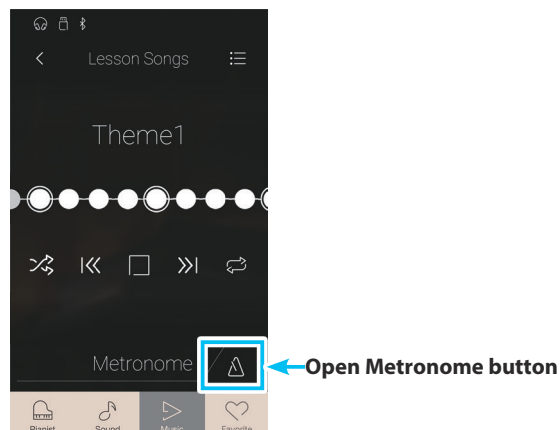 Lesson Songs
Theme1
Metronome
Open Metronome button
Pianist Sound Music Favorite